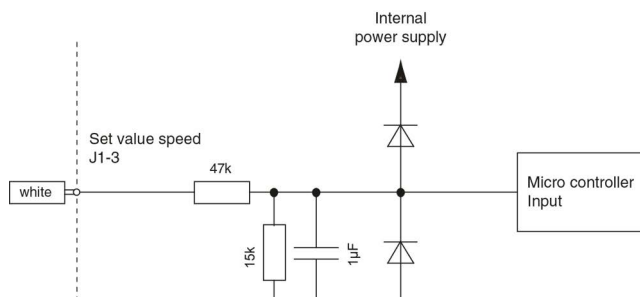 Internal
power supply
Set value speed
J1-3
47k
white
Micro controller
Input
15k
1µF